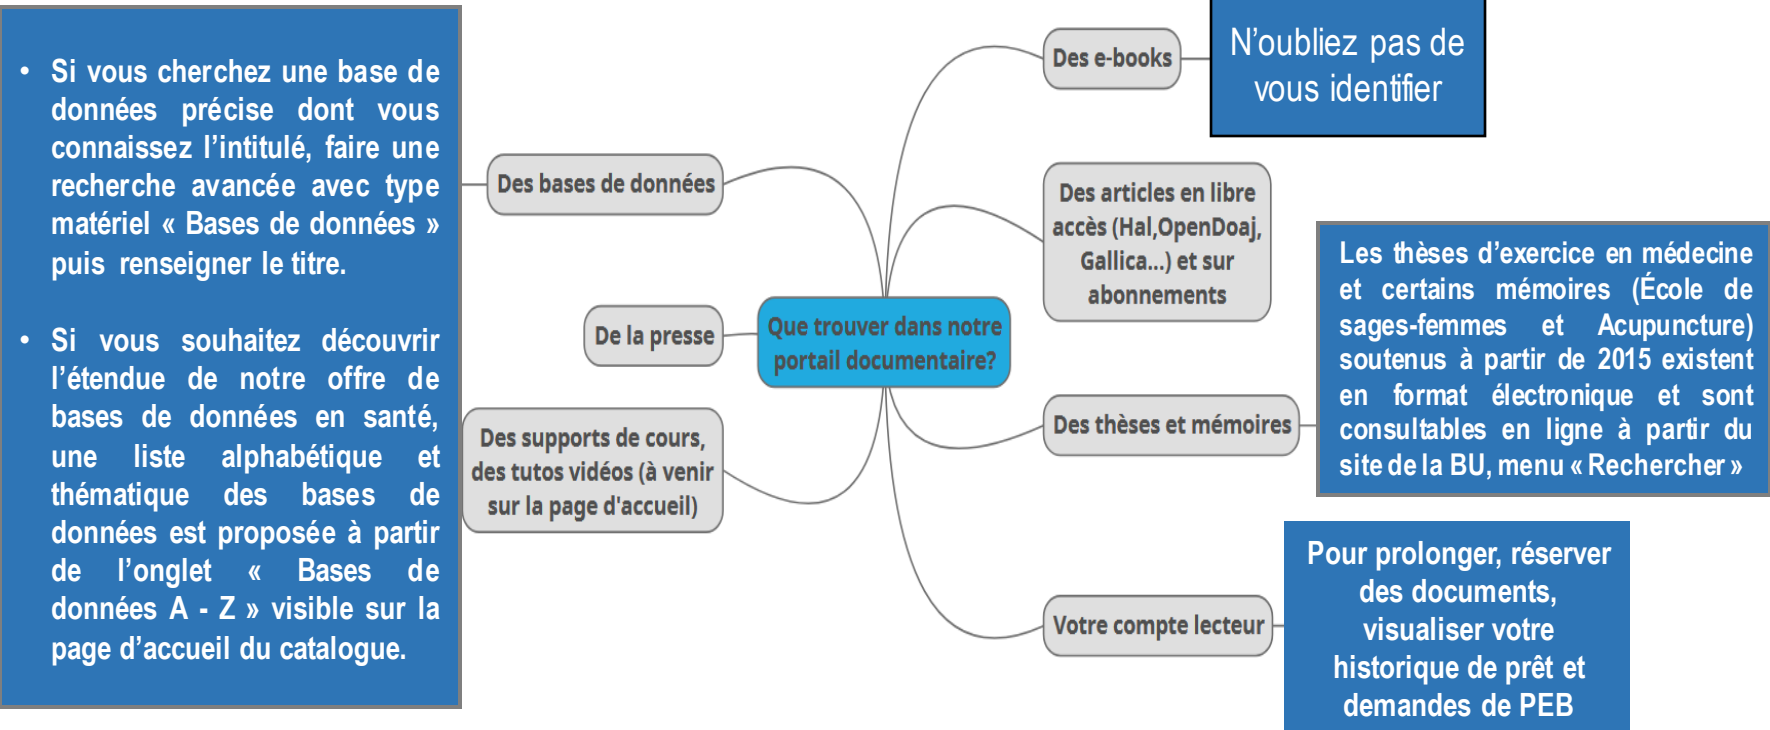 • Si vous cherchez une base de
données précise dont vous
connaissez l’intitulé, faire une
recherche avancée avec type
matériel « Bases de données »
puis renseigner le titre.
• Si vous souhaitez découvrir
l’étendue de notre offre de
bases de données en santé,
une liste alphabétique et
thématique des bases de
données est proposée à partir
de l’onglet « Bases de
données A - Z » visible sur la
page d’accueil du catalogue.
Des bases de données
De la presse
Des supports de cours,
des tutos vidéos (à venir
sur la page d'accueil)
Que trouver dans notre
portail documentaire?
Des e-books
N’oubliez pas de
vous identifier
Des articles en libre
accès (Hal,OpenDoaj,
Gallica...) et sur
abonnements
Des thèses et mémoires
Les thèses d’exercice en médecine
et certains mémoires (École de
sages-femmes et Acupuncture)
soutenus à partir de 2015 existent
en format électronique et sont
consultables en ligne à partir du
site de la BU, menu « Rechercher »
Votre compte lecteur
Pour prolonger, réserver
des documents,
visualiser votre
historique de prêt et
demandes de PEB